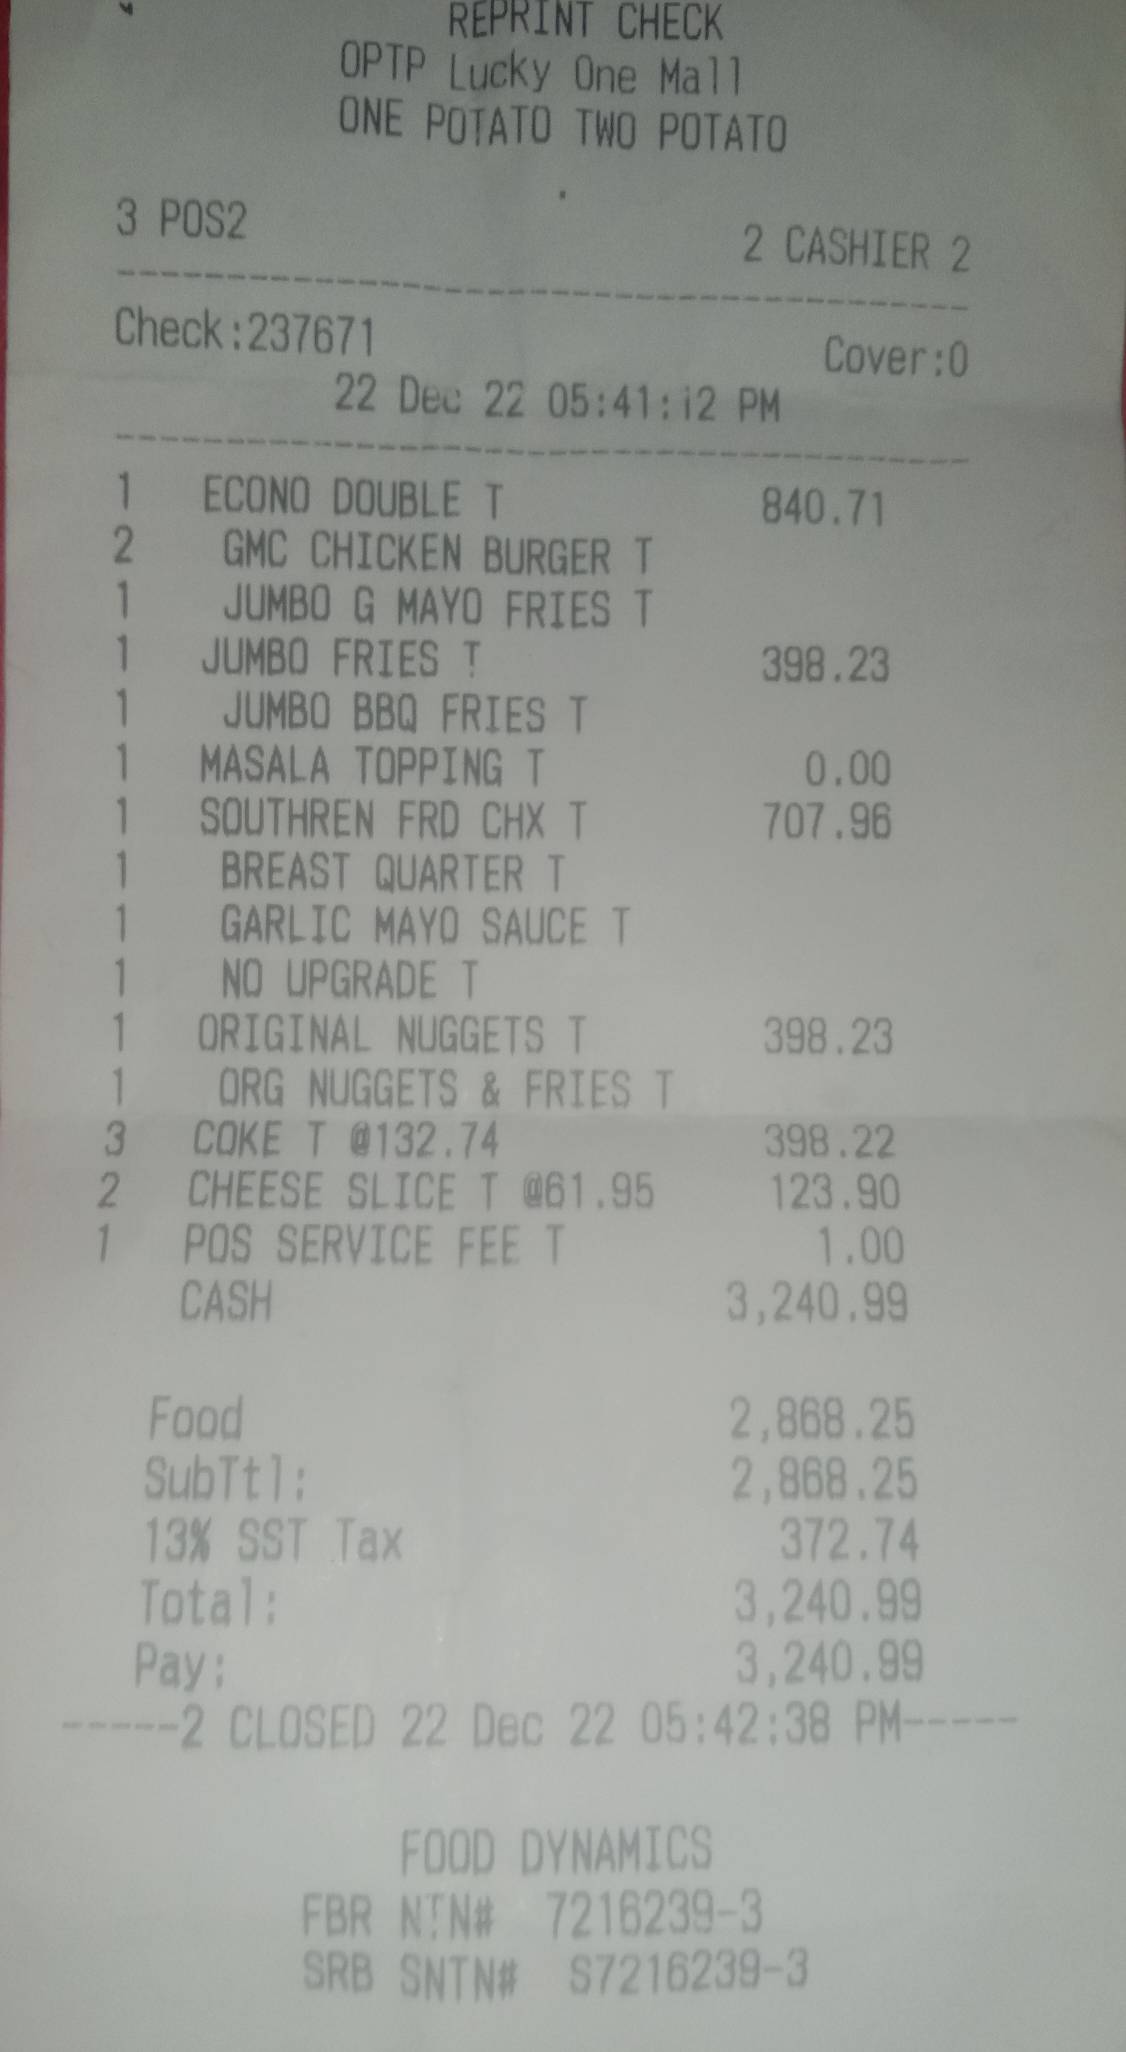 REPRINT CHECK
OPTP Lucky One Mall
ONE POTATO TWO POTATO
3 POS2 2 CASHIER 2
Check:237671 Cover:0
22 Dec 22 05:41:12 PM
1 ECONO DOUBLE T 840.71
2 GMC CHICKEN BURGER T
1 JUMBO G MAYO FRIES T
1 JUMBO FRIES T 398.23
1 JUMBO BBQ FRIES T
1 MASALA TOPPING T 0.00
1 SOUTHREN FRD CHX T 707.96
1 BREAST QUARTER T
1 GARLIC MAYO SAUCE T
1 NO UPGRADE T
1 ORIGINAL NUGGETS T 398.23
1 ORG NUGGETS & FRIES T
3 COKE T @132.74 398.22
2 CHEESE SLICE T @61.95 123.90
1 POS SERVICE FEE T 1.00
CASH 3,240.99
Food 2,868.25
SubTtl: 2,868.25
13% SST Tax 372.74
Total: 3,240.99
Pay: 3,240.99
-----2 CLOSED 22 Dec 22 05:42:38 PM-----
FOOD DYNAMICS
FBR NTN# 7216239-3
SRB SNTN# S7216239-3